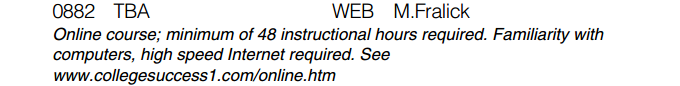 0882 TBA WEB M.Fralick
Online course; minimum of 48 instructional hours required. Familiarity with
computers, high speed Internet required. See
www.collegesuccess1.com/online.htm